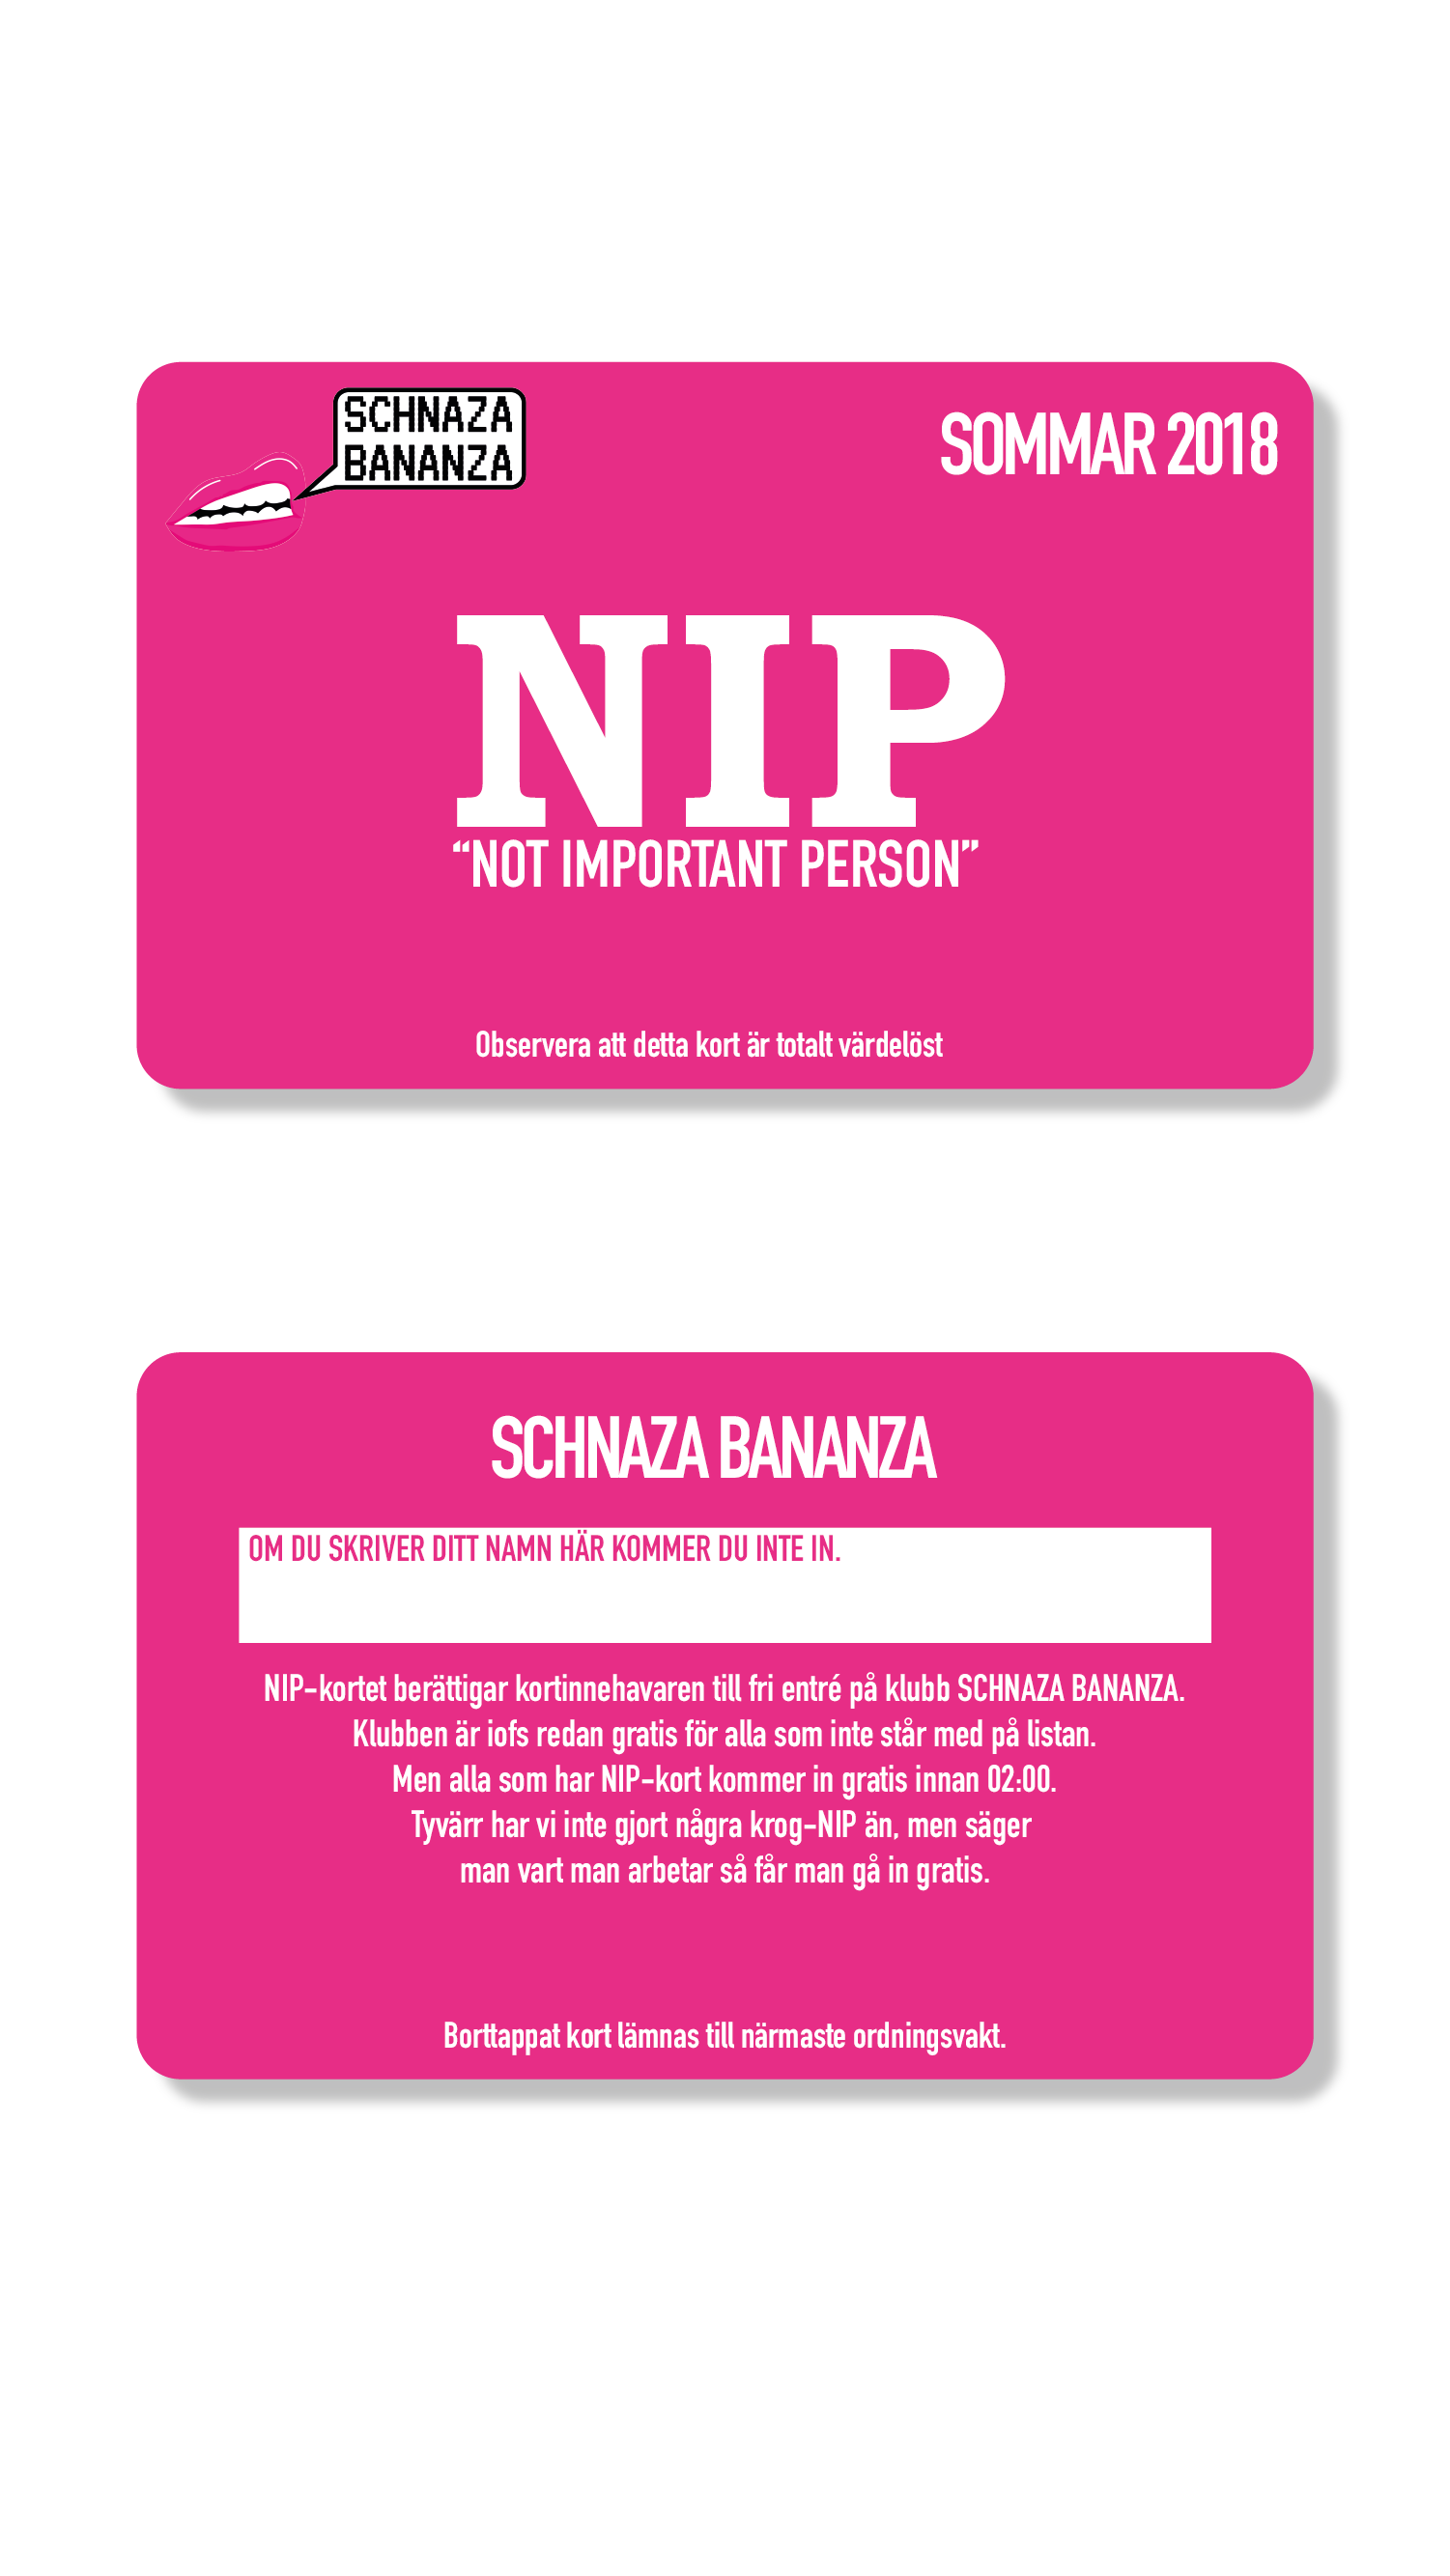 SCHNAZA
BANANZA
SOMMAR 2018
NIP
“NOT IMPORTANT PERSON”
Observera att detta kort är totalt värdelöst
SCHNAZA BANANZA
OM DU SKRIVER DITT NAMN HÄR KOMMER DU INTE IN.
NIP-kortet berättigar kortinnehavaren till fri entré på klubb SCHNAZA BANANZA.
Klubben är iofs redan gratis för alla som inte står med på listan.
Men alla som har NIP-kort kommer in gratis innan 02:00.
Tyvärr har vi inte gjort några krog-NIP än, men säger
man vart man arbetar så får man gå in gratis.
Borttappat kort lämnas till närmaste ordningsvakt.